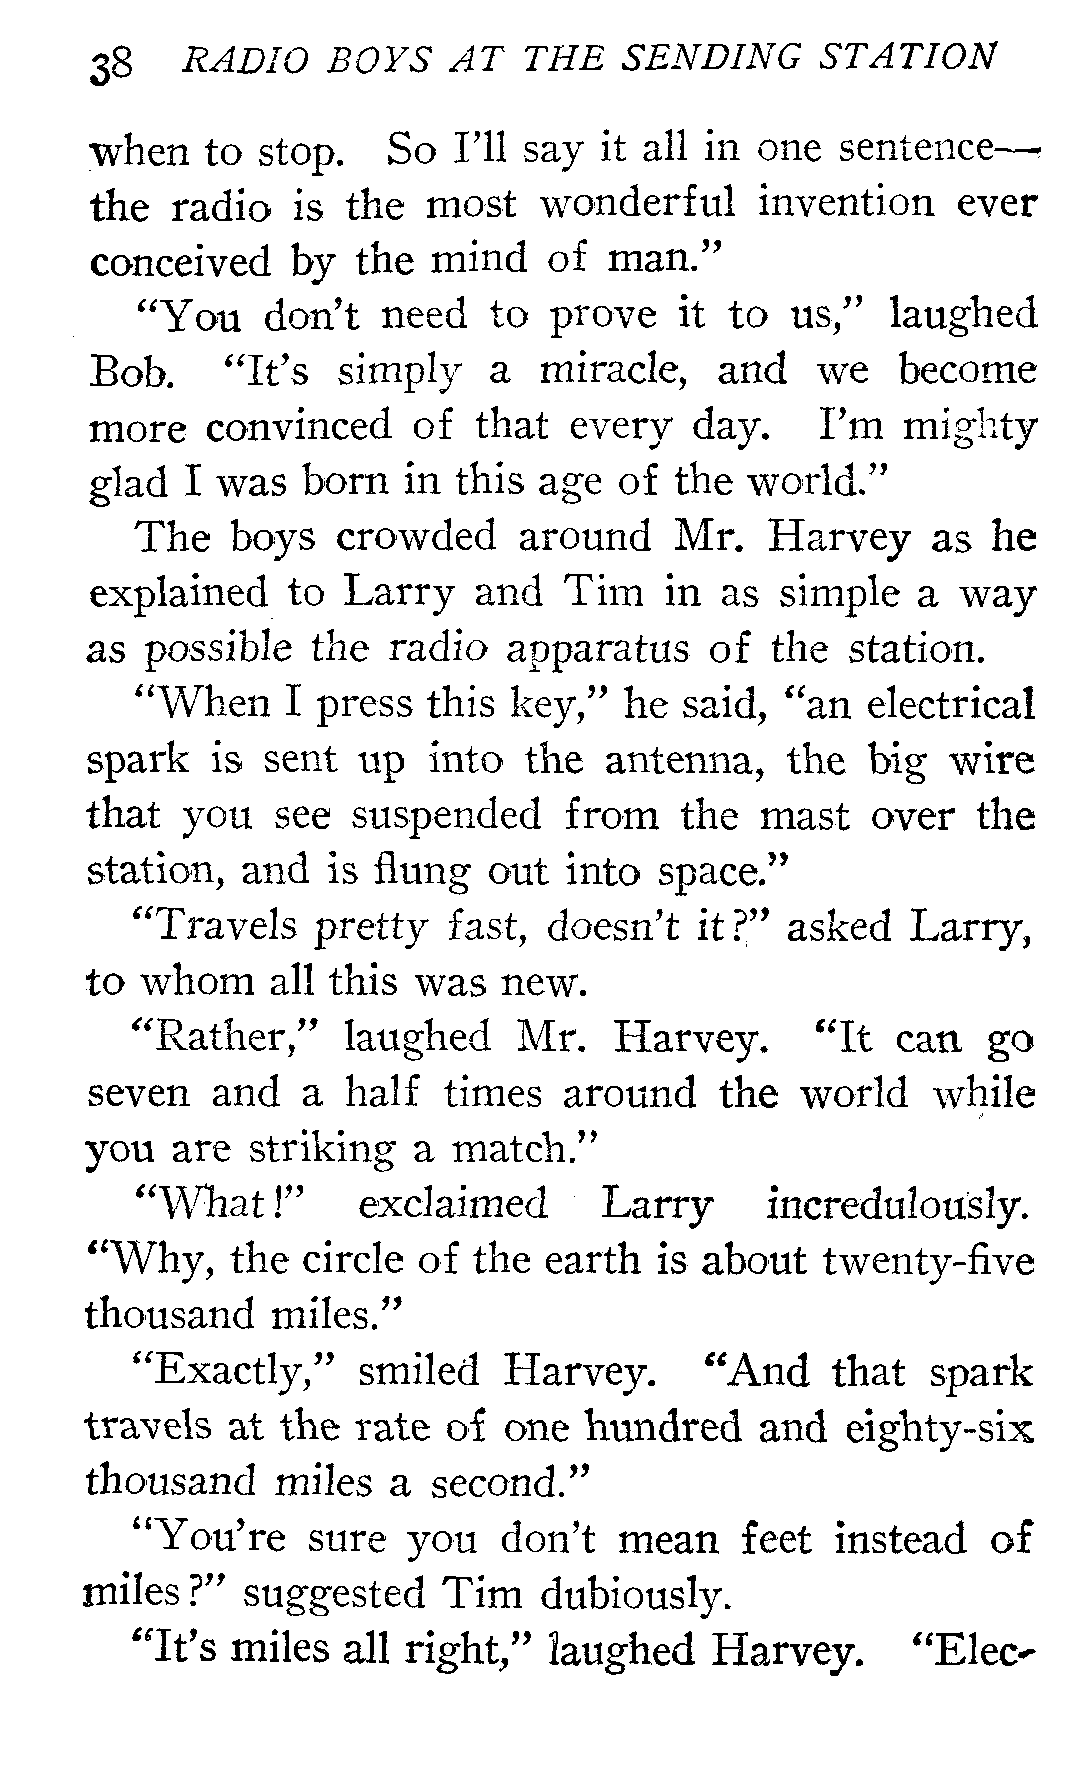 38 RADIO BOYS AT THE SENDING STATION
when to stop. So I'll say it all in one sentence—
the radio is the most wonderful invention ever
conceived by the mind of man."
"You don't need to prove it to us," laughed
Bob. "It's simply a miracle, and we become
more convinced of that every day. I'm mighty
glad I was born in this age of the world."
The boys crowded around Mr. Harvey as he
explained to Larry and Tim in as simple a way
as possible the radio apparatus of the station.
"When I press this key," he said, "an electrical
spark is sent up into the antenna, the big wire
that you see suspended from the mast over the
station, and is flung out into space."
"Travels pretty fast, doesn't it?" asked Larry,
to whom all this was new.
"Rather," laughed Mr. Harvey. "It can go
seven and a half times around the world while
you are striking a match."
"What!" exclaimed Larry incredulously.
"Why, the circle of the earth is about twenty-five
thousand miles."
"Exactly," smiled Harvey. "And that spark
travels at the rate of one hundred and eighty-six
thousand miles a second."
"You're sure you don't mean feet instead of
miles?" suggested Tim dubiously.
"It's miles all right," laughed Harvey. "Elec-